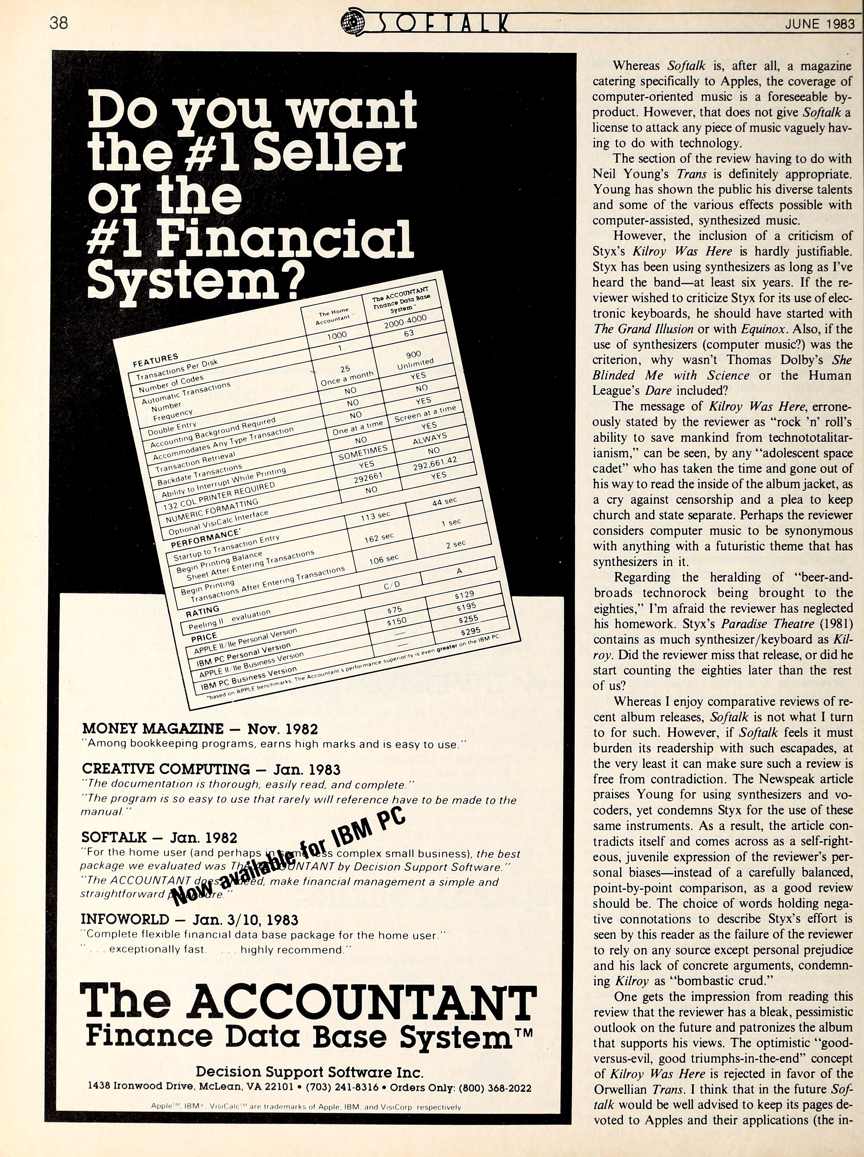 38
SOFTALK
JUNE 1983
Do you want
the #1 Seller
or the
#1 Financial
System?
The Home
Accountant
The ACCOUNTANT
Finance Data Base
System
FEATURES
Transactions Per Disk 1000 2000-4000
Number of Codes 1 63
Automatic Transactions
Number 25 900
Frequency Once a month Unlimited
Double Entry NO YES
Accounting Background Required NO NO
Accommodates Any Type Transaction NO YES
Transaction Retrieval One at a time Screen at a time
Backdate Transactions NO YES
Ability to Interrupt While Printing SOMETIMES ALWAYS
132 COL PRINTER REQUIRED YES NO
NUMERIC FORMATTING 292661 292,661.42
Optional VisiCalc Interface NO YES
PERFORMANCE*
Startup to Transaction Entry 113 sec 44 sec
Begin Printing Balance
Sheet After Entering Transactions 162 sec 1 sec
Begin Printing
Transactions After Entering Transactions 106 sec 2 sec
RATING
Peeling II evaluation C/D A
PRICE
APPLE II/IIe Personal Version $75 $129
IBM PC Personal Version $150 $195
APPLE II/IIe Business Version — $255
IBM PC Business Version — $295
*based on APPLE benchmarks. The Accountant's performance superiority is even greater on the IBM PC
MONEY MAGAZINE — Nov. 1982
"Among bookkeeping programs, earns high marks and is easy to use."
CREATIVE COMPUTING — Jan. 1983
"The documentation is thorough, easily read, and complete."
"The program is so easy to use that rarely will reference have to be made to the
manual."
SOFTALK — Jan. 1982
"For the home user (and perhaps in some less complex small business), the best
package we evaluated was The ACCOUNTANT by Decision Support Software."
"The ACCOUNTANT does indeed, make financial management a simple and
straightforward procedure."
Now available for IBM PC
INFOWORLD — Jan. 3/10, 1983
"Complete flexible financial data base package for the home user."
". . . exceptionally fast. . . . highly recommend."
The ACCOUNTANT
Finance Data Base System™
Decision Support Software Inc.
1438 Ironwood Drive, McLean, VA 22101 • (703) 241-8316 • Orders Only: (800) 368-2022
Apple™, IBM®, VisiCalc™ are trademarks of Apple, IBM, and VisiCorp, respectively
Whereas Softalk is, after all, a magazine
catering specifically to Apples, the coverage of
computer-oriented music is a foreseeable by-
product. However, that does not give Softalk a
license to attack any piece of music vaguely hav-
ing to do with technology.
The section of the review having to do with
Neil Young's Trans is definitely appropriate.
Young has shown the public his diverse talents
and some of the various effects possible with
computer-assisted, synthesized music.
However, the inclusion of a criticism of
Styx's Kilroy Was Here is hardly justifiable.
Styx has been using synthesizers as long as I've
heard the band—at least six years. If the re-
viewer wished to criticize Styx for its use of elec-
tronic keyboards, he should have started with
The Grand Illusion or with Equinox. Also, if the
use of synthesizers (computer music?) was the
criterion, why wasn't Thomas Dolby's She
Blinded Me with Science or the Human
League's Dare included?
The message of Kilroy Was Here, errone-
ously stated by the reviewer as "rock 'n' roll's
ability to save mankind from technototalitar-
ianism," can be seen, by any "adolescent space
cadet" who has taken the time and gone out of
his way to read the inside of the album jacket, as
a cry against censorship and a plea to keep
church and state separate. Perhaps the reviewer
considers computer music to be synonymous
with anything with a futuristic theme that has
synthesizers in it.
Regarding the heralding of "beer-and-
broads technorock being brought to the
eighties," I'm afraid the reviewer has neglected
his homework. Styx's Paradise Theatre (1981)
contains as much synthesizer/keyboard as Kil-
roy. Did the reviewer miss that release, or did he
start counting the eighties later than the rest
of us?
Whereas I enjoy comparative reviews of re-
cent album releases, Softalk is not what I turn
to for such. However, if Softalk feels it must
burden its readership with such escapades, at
the very least it can make sure such a review is
free from contradiction. The Newspeak article
praises Young for using synthesizers and vo-
coders, yet condemns Styx for the use of these
same instruments. As a result, the article con-
tradicts itself and comes across as a self-right-
eous, juvenile expression of the reviewer's per-
sonal biases—instead of a carefully balanced,
point-by-point comparison, as a good review
should be. The choice of words holding nega-
tive connotations to describe Styx's effort is
seen by this reader as the failure of the reviewer
to rely on any source except personal prejudice
and his lack of concrete arguments, condemn-
ing Kilroy as "bombastic crud."
One gets the impression from reading this
review that the reviewer has a bleak, pessimistic
outlook on the future and patronizes the album
that supports his views. The optimistic "good-
versus-evil, good triumphs-in-the-end" concept
of Kilroy Was Here is rejected in favor of the
Orwellian Trans. I think that in the future Sof-
talk would be well advised to keep its pages de-
voted to Apples and their applications (the in-